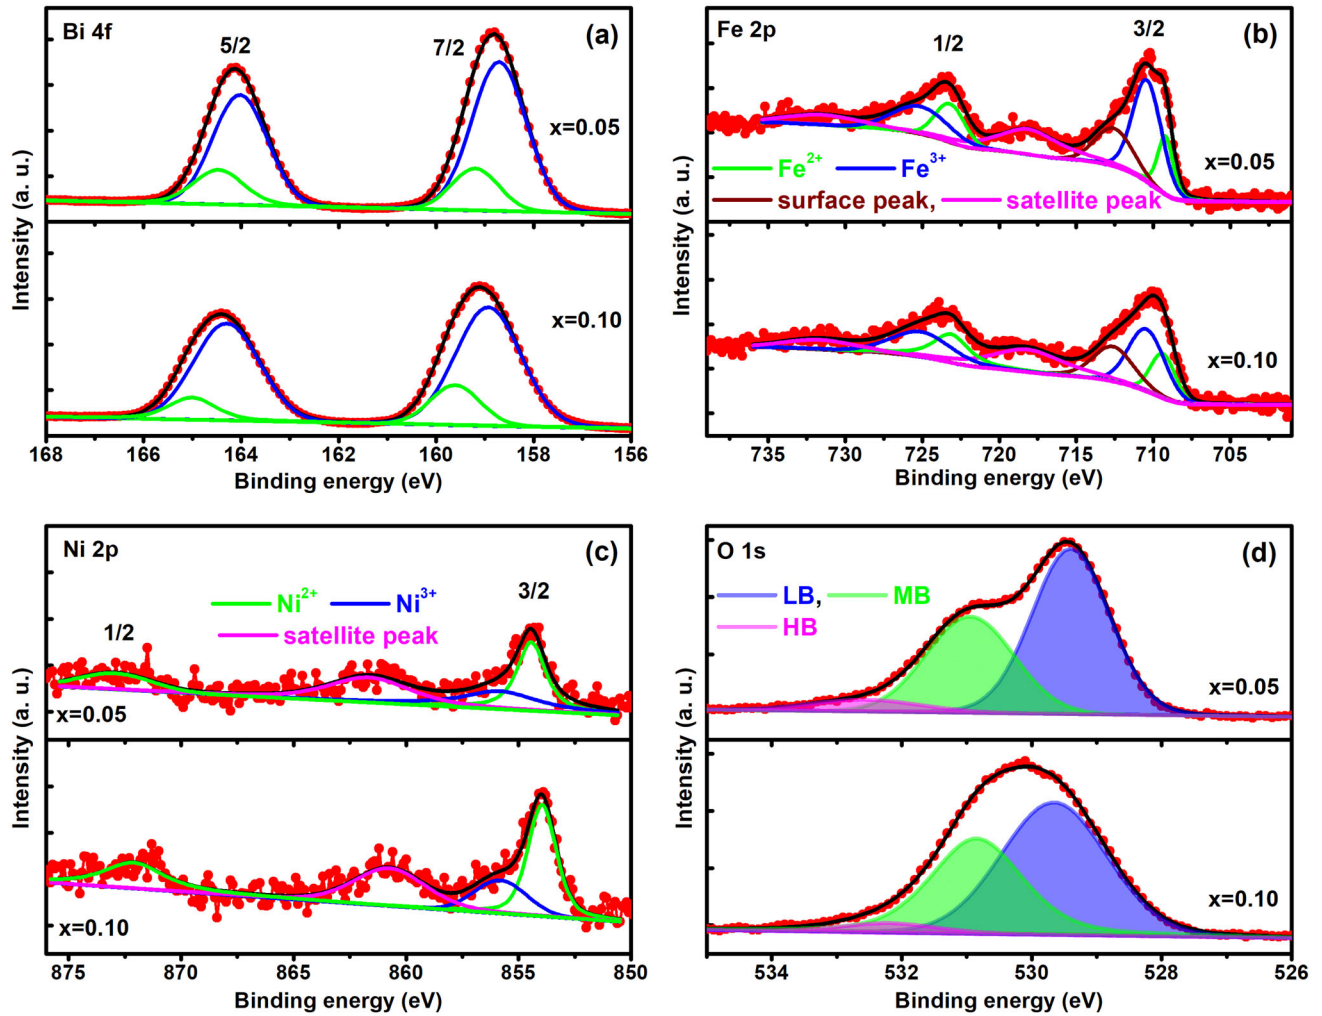 Bi 4f
5/2
7/2
(a)
x=0.05
x=0.10
Intensity (a. u.)
168 166 164 162 160 158 156
Binding energy (eV)
Fe 2p
1/2
3/2
(b)
Fe2+ Fe3+
x=0.05
surface peak, satellite peak
x=0.10
Intensity (a. u.)
735 730 725 720 715 710 705
Binding energy (eV)
Ni 2p
(c)
3/2
Ni2+ Ni3+
1/2
satellite peak
x=0.05
x=0.10
Intensity (a. u.)
875 870 865 860 855 850
Binding energy (eV)
O 1s
(d)
LB, MB
HB
x=0.05
x=0.10
Intensity (a. u.)
534 532 530 528 526
Binding energy (eV)